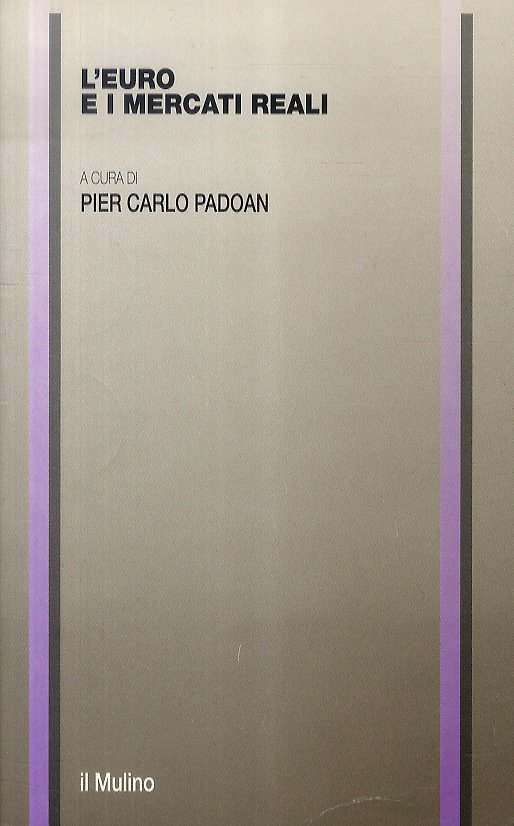 L'EURO
E I MERCATI REALI
A CURA DI
PIER CARLO PADOAN
il Mulino